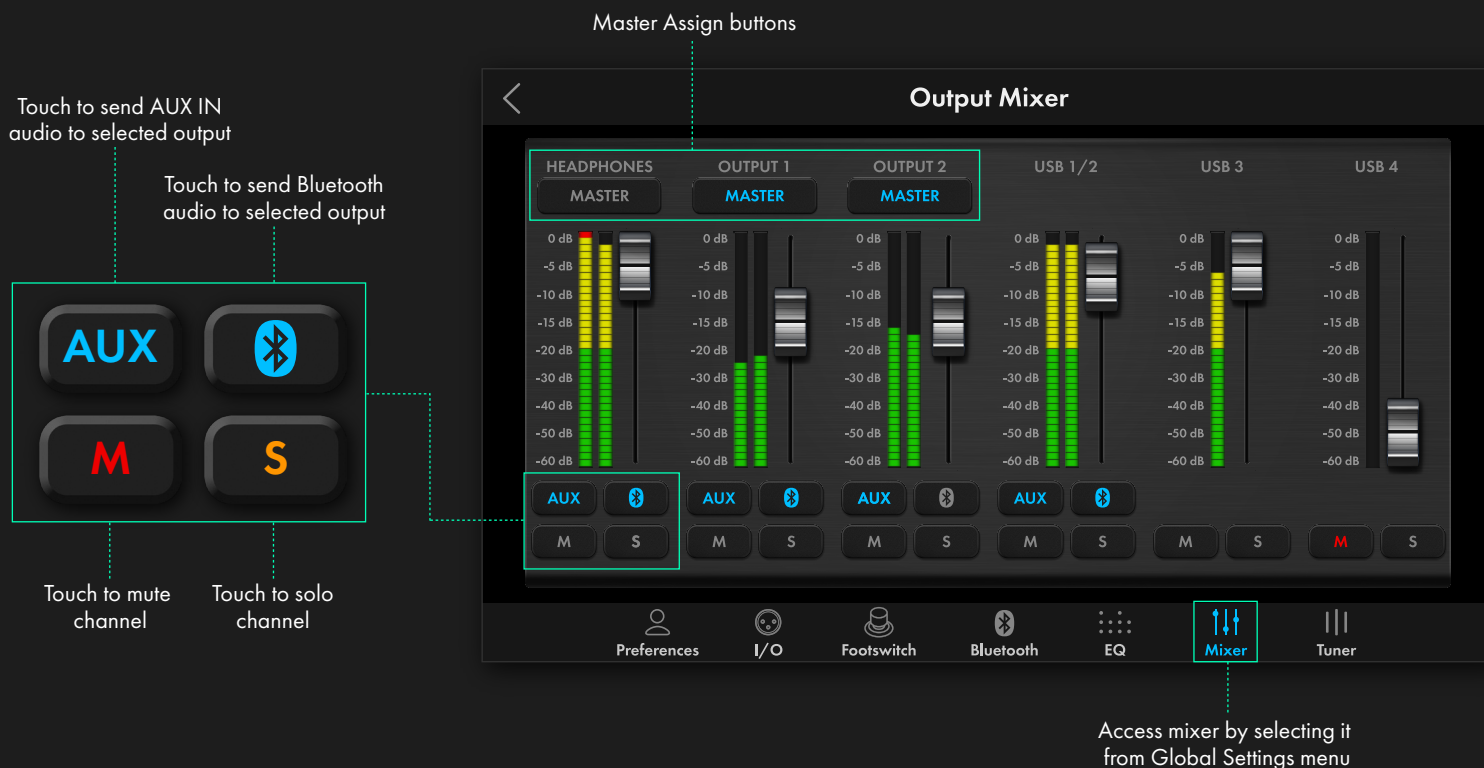 Master Assign buttons
Touch to send AUX IN
audio to selected output
Touch to send Bluetooth
audio to selected output
AUX
M
S
Touch to mute
channel
Touch to solo
channel
Output Mixer
HEADPHONES OUTPUT 1 OUTPUT 2 USB 1/2 USB 3 USB 4
MASTER MASTER MASTER
0 dB 0 dB 0 dB 0 dB 0 dB 0 dB
-5 dB -5 dB -5 dB -5 dB -5 dB -5 dB
-10 dB -10 dB -10 dB -10 dB -10 dB -10 dB
-15 dB -15 dB -15 dB -15 dB -15 dB -15 dB
-20 dB -20 dB -20 dB -20 dB -20 dB -20 dB
-30 dB -30 dB -30 dB -30 dB -30 dB -30 dB
-40 dB -40 dB -40 dB -40 dB -40 dB -40 dB
-50 dB -50 dB -50 dB -50 dB -50 dB -50 dB
-60 dB -60 dB -60 dB -60 dB -60 dB -60 dB
AUX AUX AUX AUX
M S M S M S M S M S M S
Preferences I/O Footswitch Bluetooth EQ Mixer Tuner
Access mixer by selecting it
from Global Settings menu